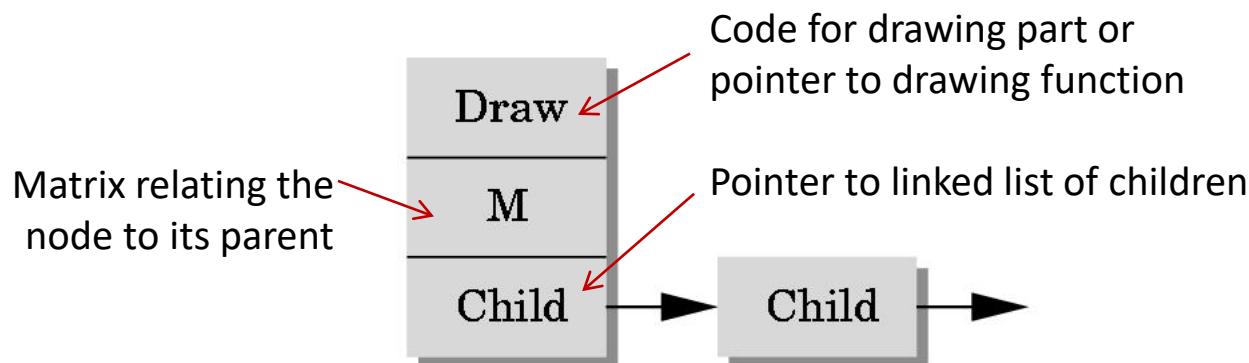 Code for drawing part or
pointer to drawing function
Draw
Matrix relating the
node to its parent
M
Pointer to linked list of children
Child
Child